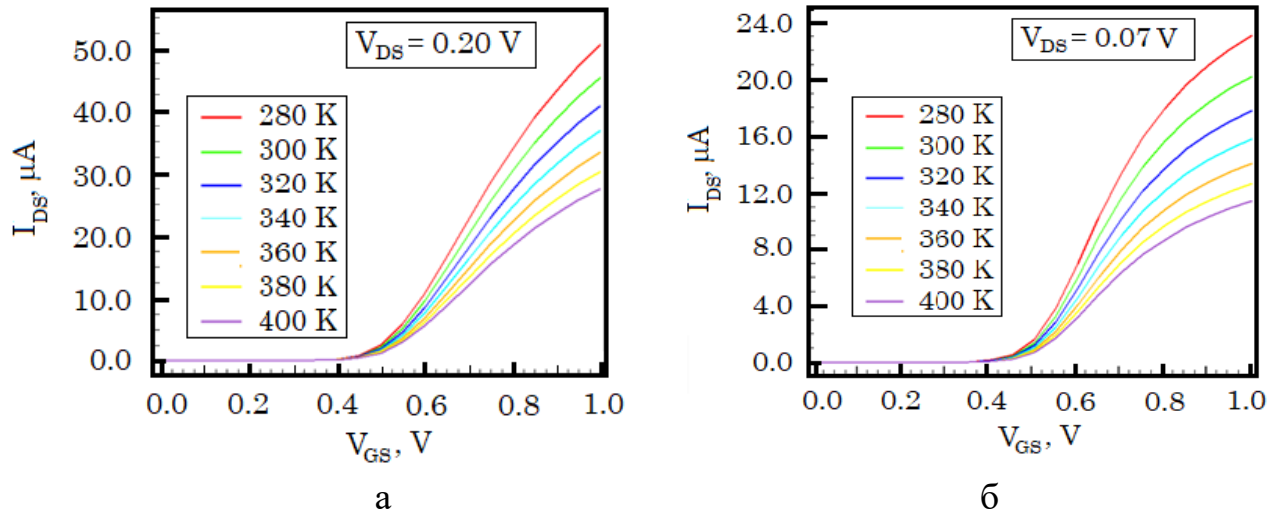 V_DS = 0.20 V
50.0
40.0
30.0
20.0
10.0
0.0
I_DS, μA
280 K
300 K
320 K
340 K
360 K
380 K
400 K
0.0 0.2 0.4 0.6 0.8 1.0
V_GS, V
а
V_DS = 0.07 V
24.0
20.0
16.0
12.0
8.0
4.0
0.0
I_DS, μA
280 K
300 K
320 K
340 K
360 K
380 K
400 K
0.0 0.2 0.4 0.6 0.8 1.0
V_GS, V
б